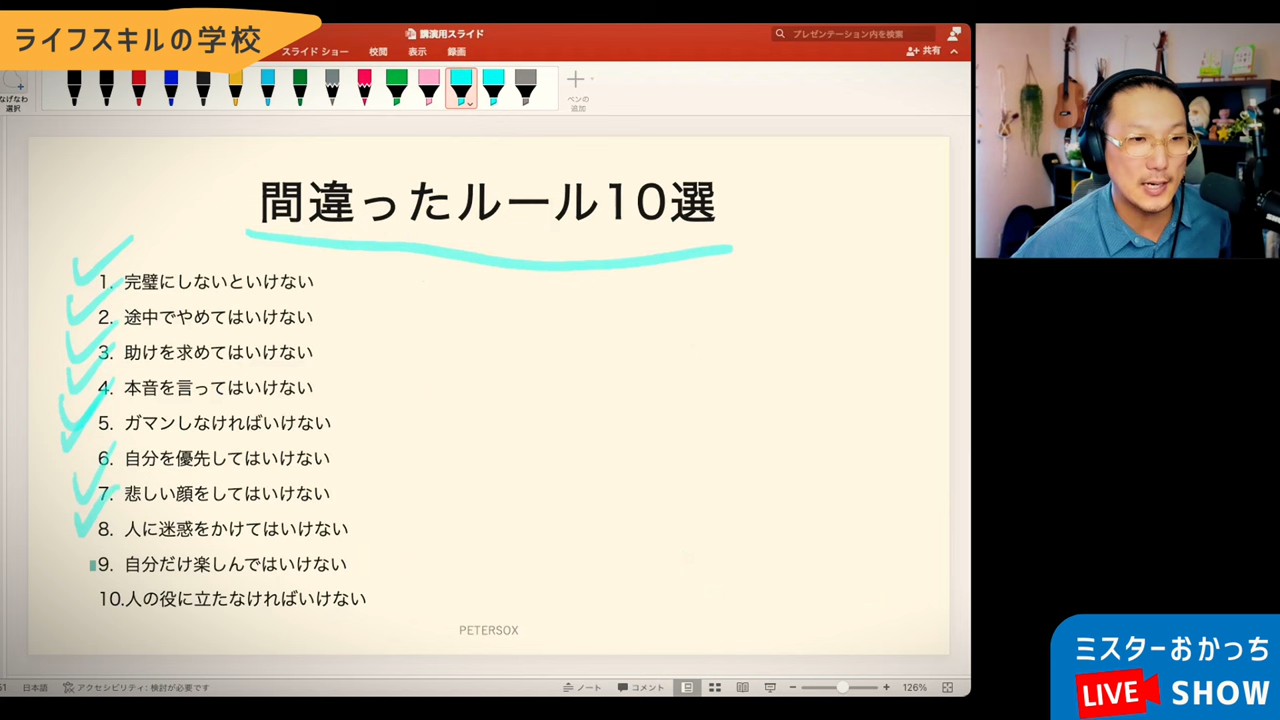 ライフスキルの学校
講演用スライド
プレゼンテーション内を検索
スライド ショー
校閲
表示
録画
共有
なげなわ
選択
ペンの
追加
間違ったルール10選
1. 完璧にしないといけない
2. 途中でやめてはいけない
3. 助けを求めてはいけない
4. 本音を言ってはいけない
5. ガマンしなければいけない
6. 自分を優先してはいけない
7. 悲しい顔をしてはいけない
8. 人に迷惑をかけてはいけない
9. 自分だけ楽しんではいけない
10.人の役に立たなければいけない
PETERSOX
日本語
アクセシビリティ: 検討が必要です
ノート
コメント
126%
ミスターおかっち
LIVE SHOW